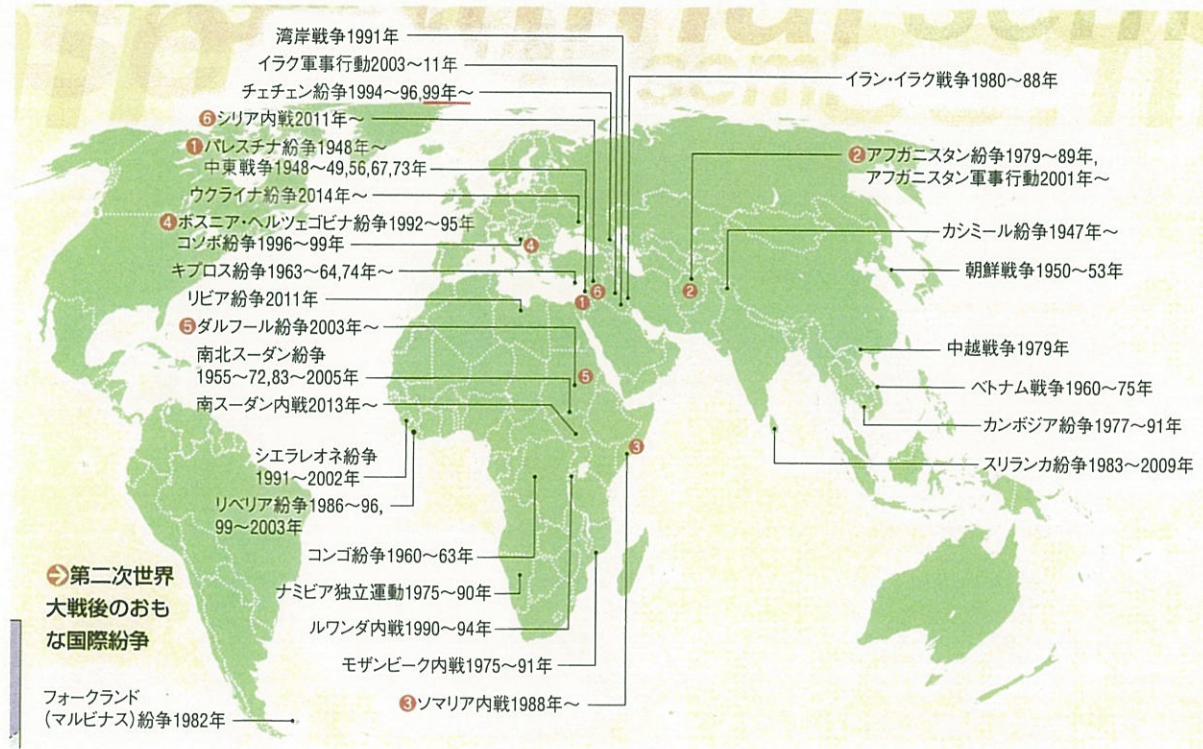 湾岸戦争1991年
イラク軍事行動2003～11年
チェチェン紛争1994～96,99年～
❻シリア内戦2011年～
❶パレスチナ紛争1948年～
中東戦争1948～49,56,67,73年
ウクライナ紛争2014年～
❹ボスニア・ヘルツェゴビナ紛争1992～95年
コソボ紛争1996～99年
キプロス紛争1963～64,74年～
リビア紛争2011年
❺ダルフール紛争2003年～
南北スーダン紛争
1955～72,83～2005年
南スーダン内戦2013年～
シエラレオネ紛争
1991～2002年
リベリア紛争1986～96,
99～2003年
コンゴ紛争1960～63年
ナミビア独立運動1975～90年
ルワンダ内戦1990～94年
モザンビーク内戦1975～91年
❸ソマリア内戦1988年～
イラン・イラク戦争1980～88年
❷アフガニスタン紛争1979～89年,
アフガニスタン軍事行動2001年～
カシミール紛争1947年～
朝鮮戦争1950～53年
中越戦争1979年
ベトナム戦争1960～75年
カンボジア紛争1977～91年
スリランカ紛争1983～2009年
❹
❻
❶
❷
❺
❸
➔第二次世界
大戦後のおも
な国際紛争
フォークランド
(マルビナス)紛争1982年